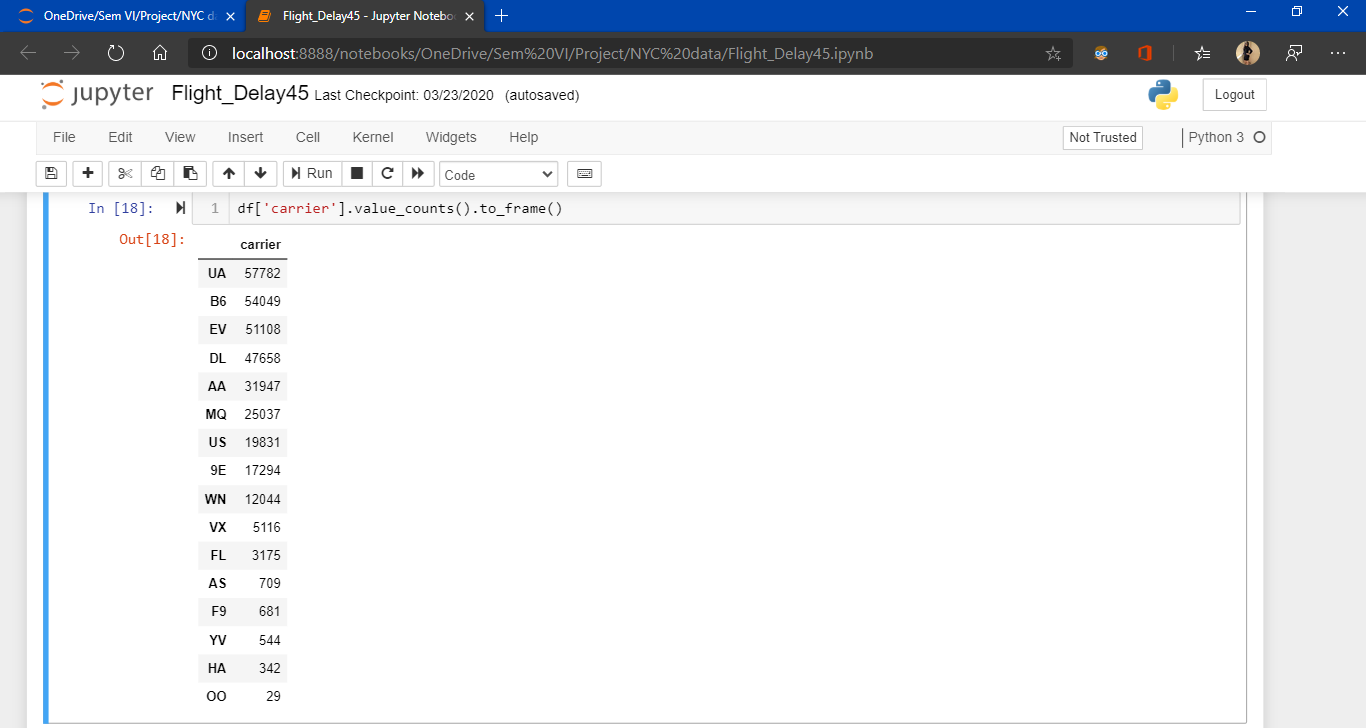 OneDrive/Sem VI/Project/NYC d
Flight_Delay45 - Jupyter Notebo
localhost:8888/notebooks/OneDrive/Sem%20VI/Project/NYC%20data/Flight_Delay45.ipynb
jupyter Flight_Delay45 Last Checkpoint: 03/23/2020 (autosaved)
Logout
File Edit View Insert Cell Kernel Widgets Help
Not Trusted
Python 3
Run
Code
In [18]: 1 df['carrier'].value_counts().to_frame()
Out[18]:
carrier
UA 57782
B6 54049
EV 51108
DL 47658
AA 31947
MQ 25037
US 19831
9E 17294
WN 12044
VX 5116
FL 3175
AS 709
F9 681
YV 544
HA 342
OO 29